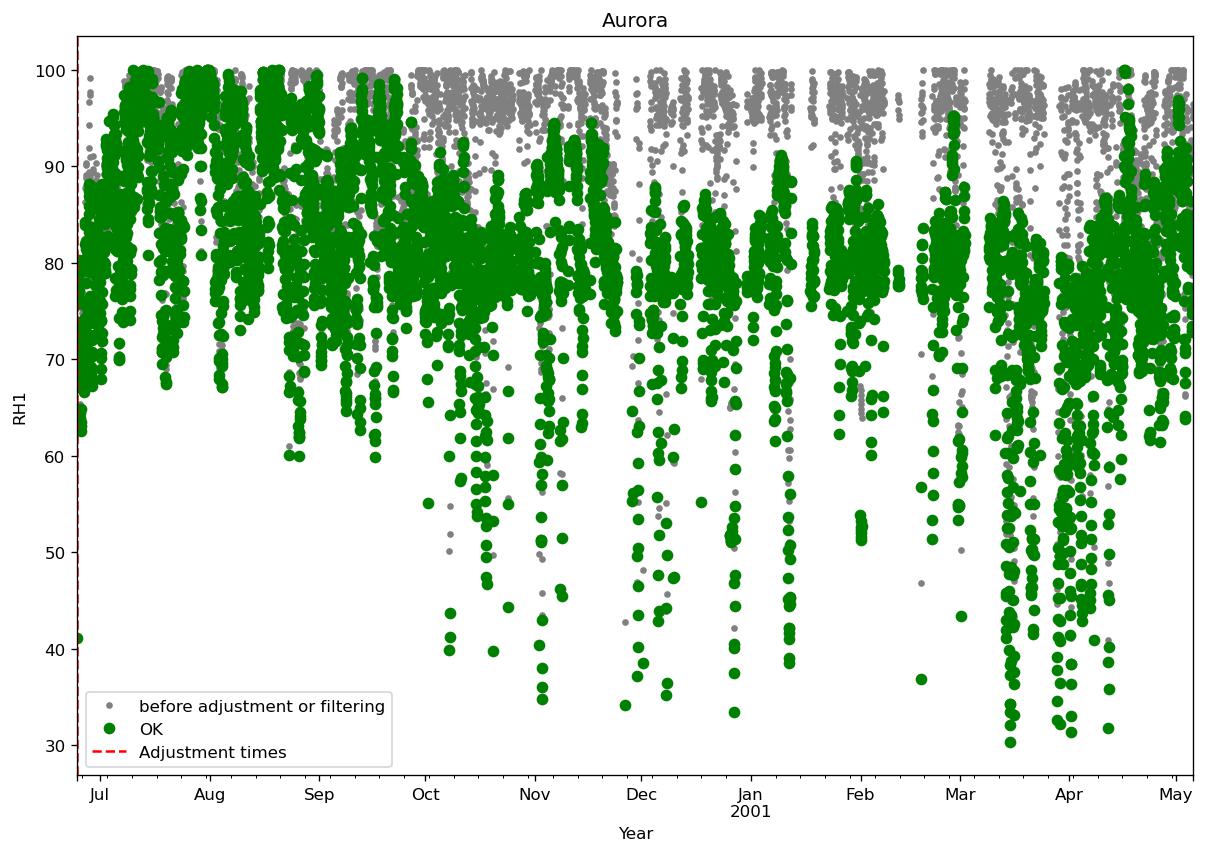 Aurora
RH1
100
90
80
70
60
50
40
30
before adjustment or filtering
OK
Adjustment times
Jul Aug Sep Oct Nov Dec Jan Feb Mar Apr May
2001
Year